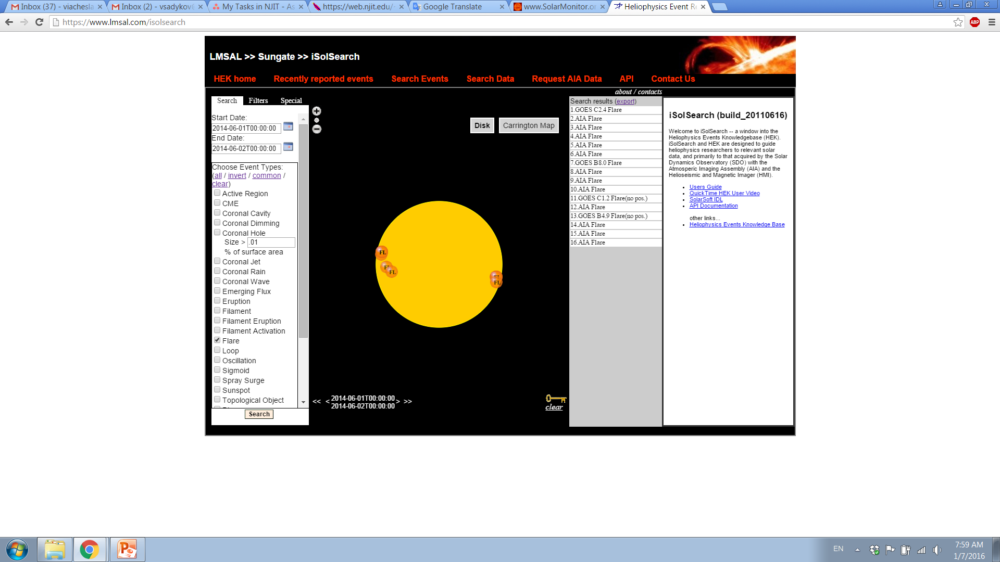 Inbox (37) - viachesla
Inbox (2) - vsadykov
My Tasks in NJIT - As
https://web.njit.edu/
Google Translate
www.SolarMonitor.or
Heliophysics Event R
https://www.lmsal.com/isolsearch
ABP
LMSAL >> Sungate >> iSolSearch
HEK home Recently reported events Search Events Search Data Request AIA Data API Contact Us
about / contacts
Search Filters Special
Start Date:
2014-06-01T00:00:00
End Date:
2014-06-02T00:00:00
Choose Event Types:
(all / invert / common /
clear)
Active Region
CME
Coronal Cavity
Coronal Dimming
Coronal Hole
Size > .01
% of surface area
Coronal Jet
Coronal Rain
Coronal Wave
Emerging Flux
Eruption
Filament
Filament Eruption
Filament Activation
Flare
Loop
Oscillation
Sigmoid
Spray Surge
Sunspot
Topological Object
Search
Disk Carrington Map
FL
FL
FL
<< < 2014-06-01T00:00:00 > >>
2014-06-02T00:00:00
clear
Search results (export)
1.GOES C2.4 Flare
2.AIA Flare
3.AIA Flare
4.AIA Flare
5.AIA Flare
6.AIA Flare
7.GOES B8.0 Flare
8.AIA Flare
9.AIA Flare
10.AIA Flare
11.GOES C1.2 Flare(no pos.)
12.AIA Flare
13.GOES B4.9 Flare(no pos.)
14.AIA Flare
15.AIA Flare
16.AIA Flare
iSolSearch (build_20110616)
Welcome to iSolSearch -- a window into the
Heliophysics Events Knowledgebase (HEK).
iSolSearch and HEK are designed to guide
heliophysics researchers to relevant solar
data, and primarily to that acquired by the Solar
Dynamics Observatory (SDO) with the
Atmosperic Imaging Assembly (AIA) and the
Helioseismic and Magnetic Imager (HMI).
Users Guide
QuickTime HEK User Video
SolarSoft IDL
API Documentation
other links...
Heliophysics Events Knowledge Base
EN
7:59 AM
1/7/2016